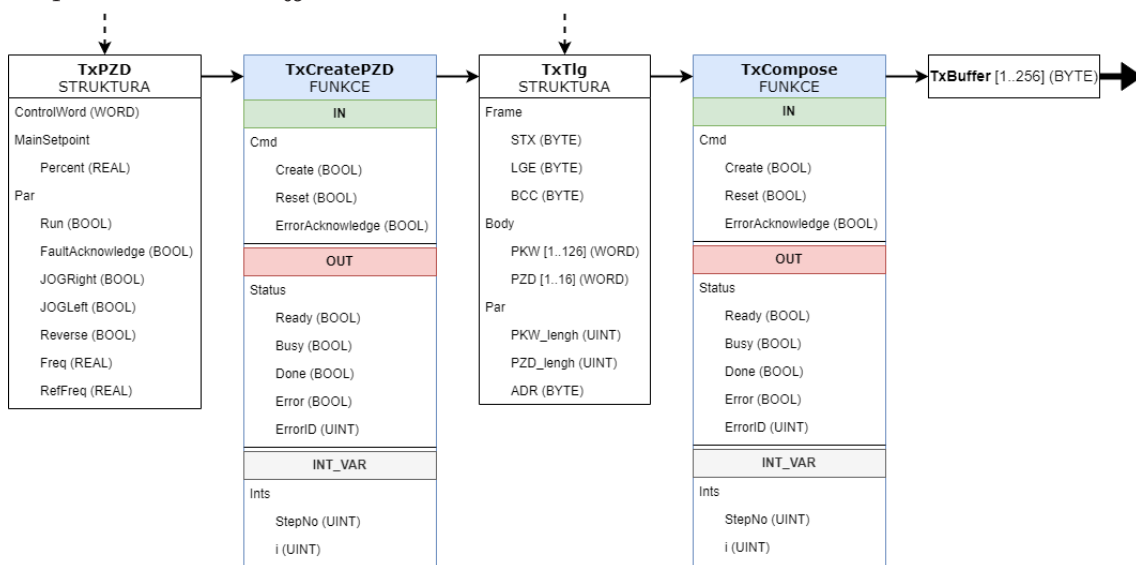 TxPZD
STRUKTURA
ControlWord (WORD)
MainSetpoint
Percent (REAL)
Par
Run (BOOL)
FaultAcknowledge (BOOL)
JOGRight (BOOL)
JOGLeft (BOOL)
Reverse (BOOL)
Freq (REAL)
RefFreq (REAL)
TxCreatePZD
FUNKCE
IN
Cmd
Create (BOOL)
Reset (BOOL)
ErrorAcknowledge (BOOL)
OUT
Status
Ready (BOOL)
Busy (BOOL)
Done (BOOL)
Error (BOOL)
ErrorID (UINT)
INT_VAR
Ints
StepNo (UINT)
i (UINT)
TxTlg
STRUKTURA
Frame
STX (BYTE)
LGE (BYTE)
BCC (BYTE)
Body
PKW [1..126] (WORD)
PZD [1..16] (WORD)
Par
PKW_lengh (UINT)
PZD_lengh (UINT)
ADR (BYTE)
TxCompose
FUNKCE
IN
Cmd
Create (BOOL)
Reset (BOOL)
ErrorAcknowledge (BOOL)
OUT
Status
Ready (BOOL)
Busy (BOOL)
Done (BOOL)
Error (BOOL)
ErrorID (UINT)
INT_VAR
Ints
StepNo (UINT)
i (UINT)
TxBuffer [1..256] (BYTE)